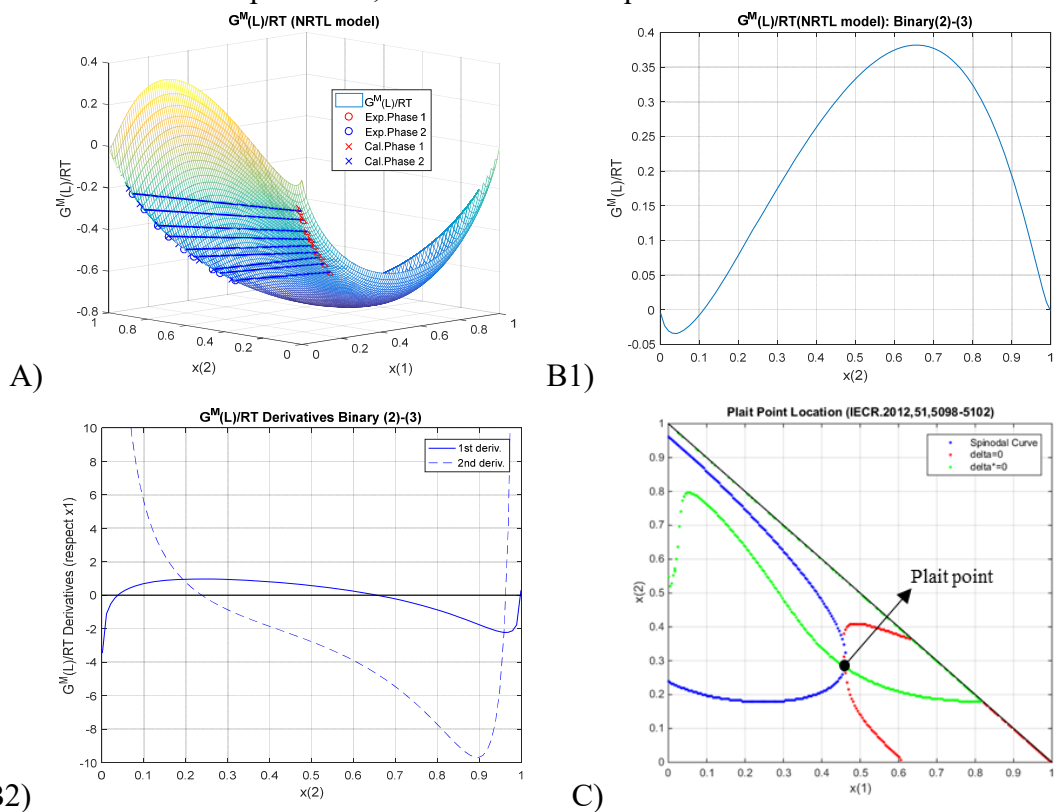 G^M(L)/RT (NRTL model)
0.4
0.2
0
-0.2
-0.4
-0.6
-0.8
G^M(L)/RT
G^M(L)/RT
Exp.Phase 1
Exp.Phase 2
Cal.Phase 1
Cal.Phase 2
1
0.8
0.6
0.4
0.2
0
x(2)
0
0.2
0.4
0.6
0.8
1
x(1)
A)
G^M(L)/RT(NRTL model): Binary(2)-(3)
0.4
0.35
0.3
0.25
0.2
0.15
0.1
0.05
0
-0.05
G^M(L)/RT
0 0.1 0.2 0.3 0.4 0.5 0.6 0.7 0.8 0.9 1
x(2)
B1)
G^M(L)/RT Derivatives Binary (2)-(3)
10
8
6
4
2
0
-2
-4
-6
-8
-10
G^M(L)/RT Derivatives (respect x1)
1st deriv.
2nd deriv.
0 0.1 0.2 0.3 0.4 0.5 0.6 0.7 0.8 0.9 1
x(2)
Plait Point Location (IECR.2012,51,5098-5102)
1
0.9
0.8
0.7
0.6
0.5
0.4
0.3
0.2
0.1
0
x(2)
Spinodal Curve
delta=0
delta*=0
Plait point
0 0.1 0.2 0.3 0.4 0.5 0.6 0.7 0.8 0.9 1
x(1)
C)